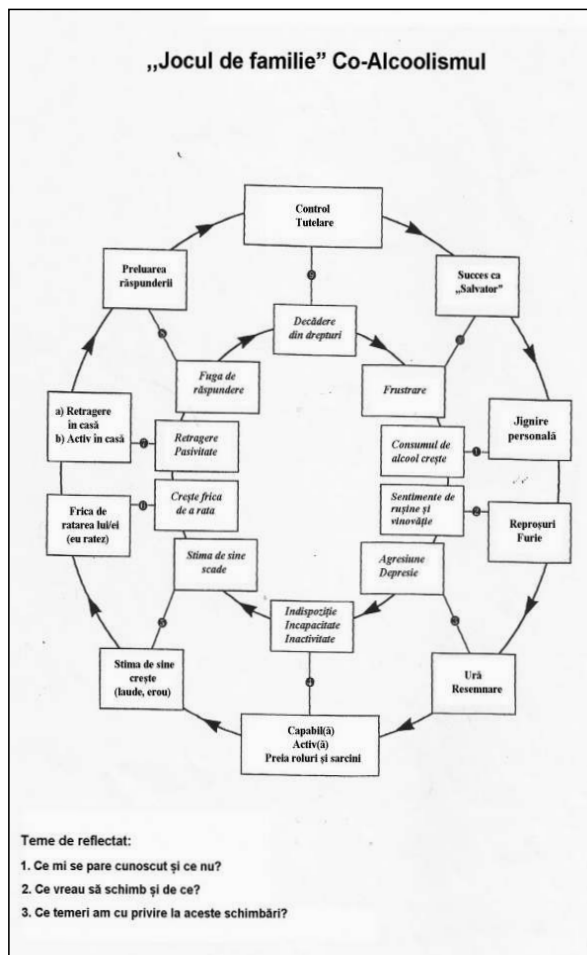 „Jocul de familie” Co-Alcoolismul
Control
Tutelare
Preluarea
răspunderii
Succes ca
„Salvator”
Decădere
din drepturi
Fuga de
răspundere
Frustrare
a) Retragere
în casă
b) Activ în casă
Retragere
Pasivitate
Consumul de
alcool crește
1
Jignire
personală
Frica de
ratarea lui/ei
(eu ratez)
Crește frica
de a rata
Sentimente de
rușine și
vinovăție
2
Reproșuri
Furie
Stima de sine
scade
Agresiune
Depresie
Indispoziție
Incapacitate
Inactivitate
Stima de sine
crește
(laude, erou)
Ură
Resemnare
Capabil(ă)
Activ(ă)
Preia roluri și sarcini
Teme de reflectat:
1. Ce mi se pare cunoscut și ce nu?
2. Ce vreau să schimb și de ce?
3. Ce temeri am cu privire la aceste schimbări?